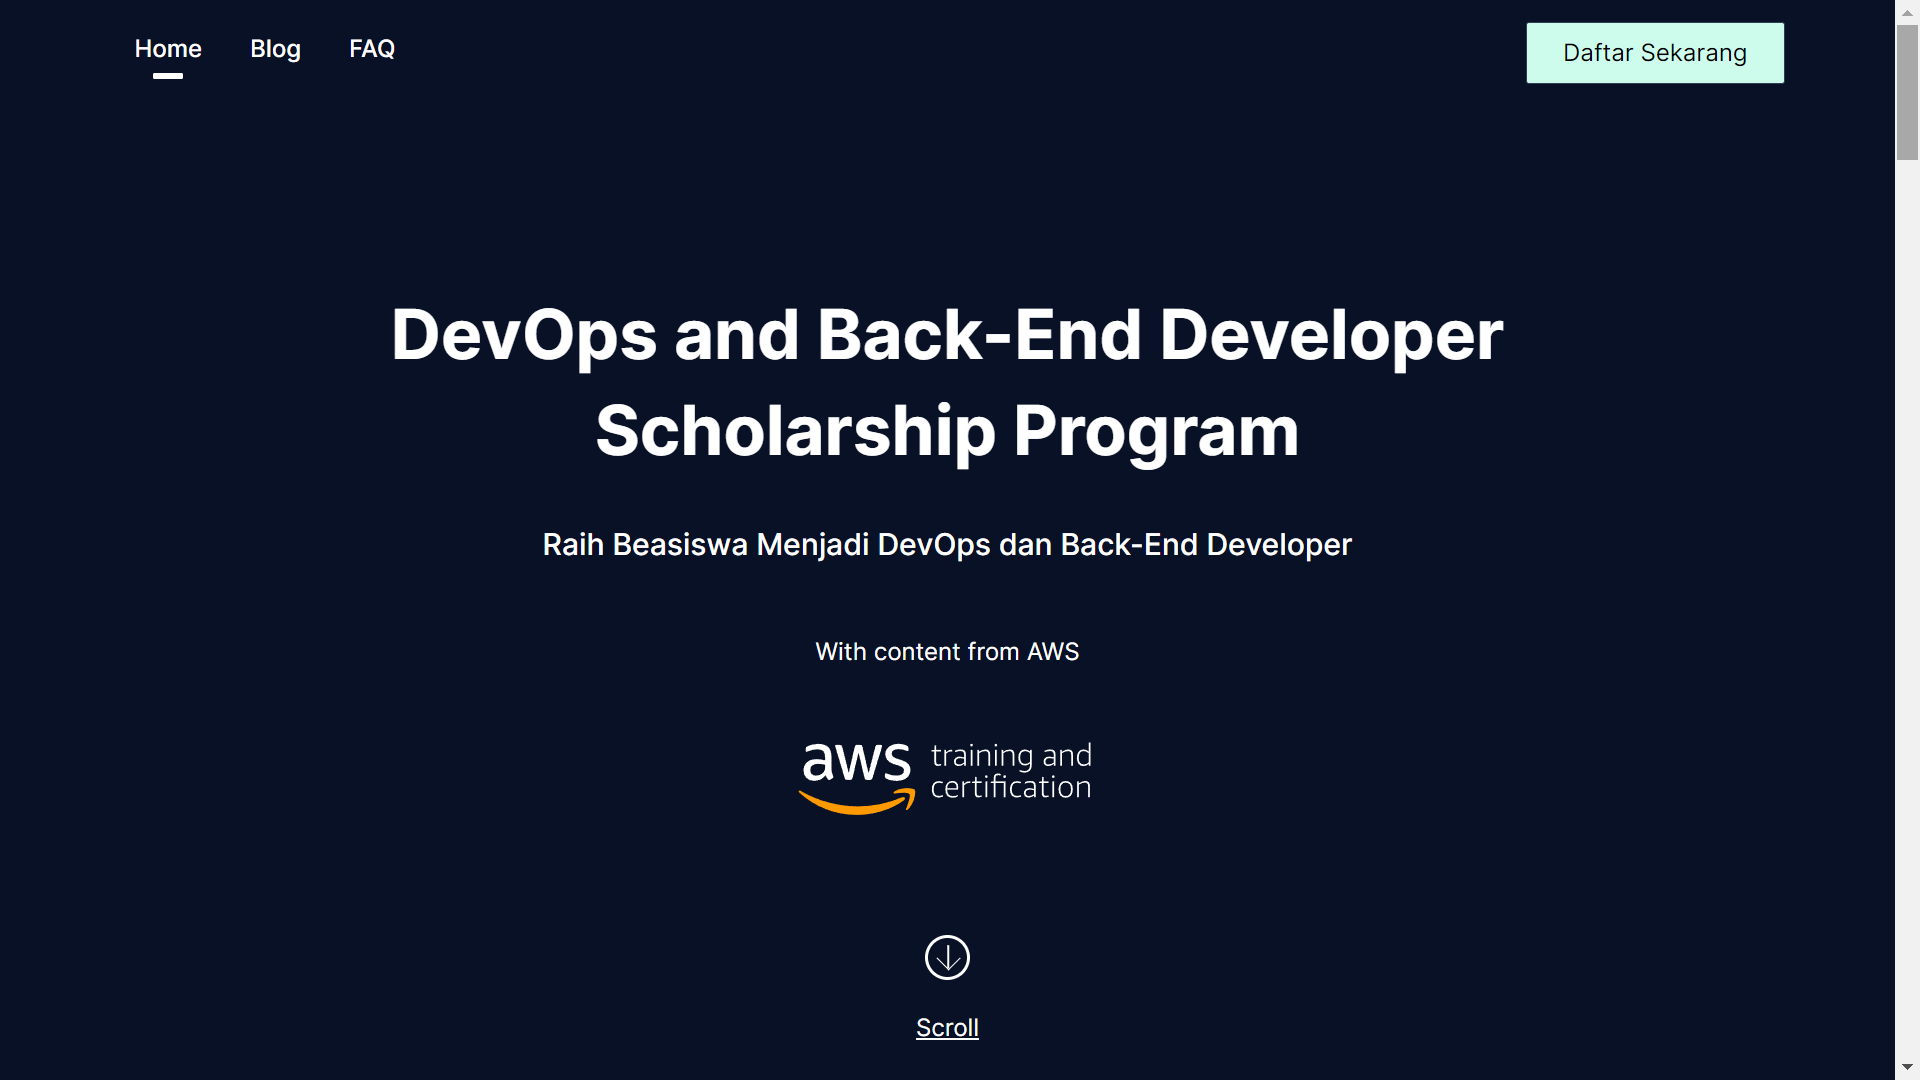 Home
Blog
FAQ
Daftar Sekarang
DevOps and Back-End Developer
Scholarship Program
Raih Beasiswa Menjadi DevOps dan Back-End Developer
With content from AWS
aws
training and
certification
Scroll